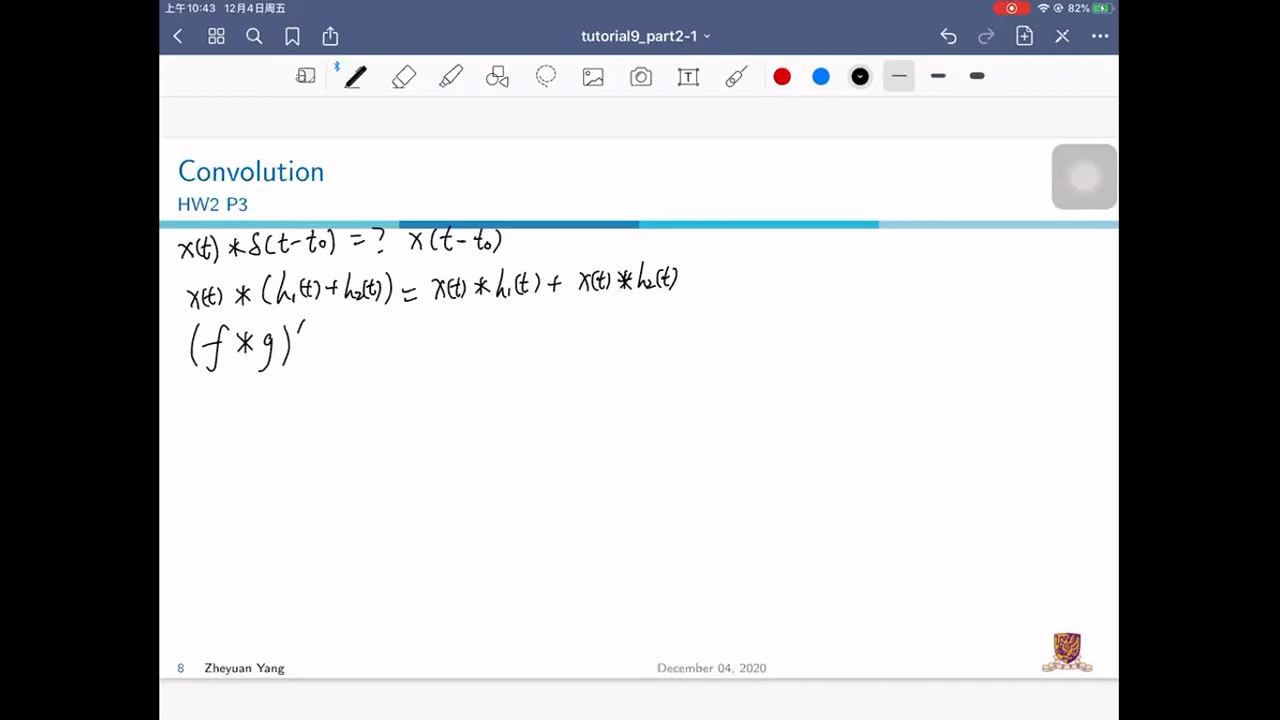 上午10:43 12月4日周五 82%
tutorial9_part2-1
T
Convolution
HW2 P3
x(t) * δ(t-t₀) = ? x(t-t₀)
x(t) * (h₁(t)+h₂(t)) = x(t) * h₁(t) + x(t) * h₂(t)
(f * g)′
8 Zheyuan Yang December 04, 2020